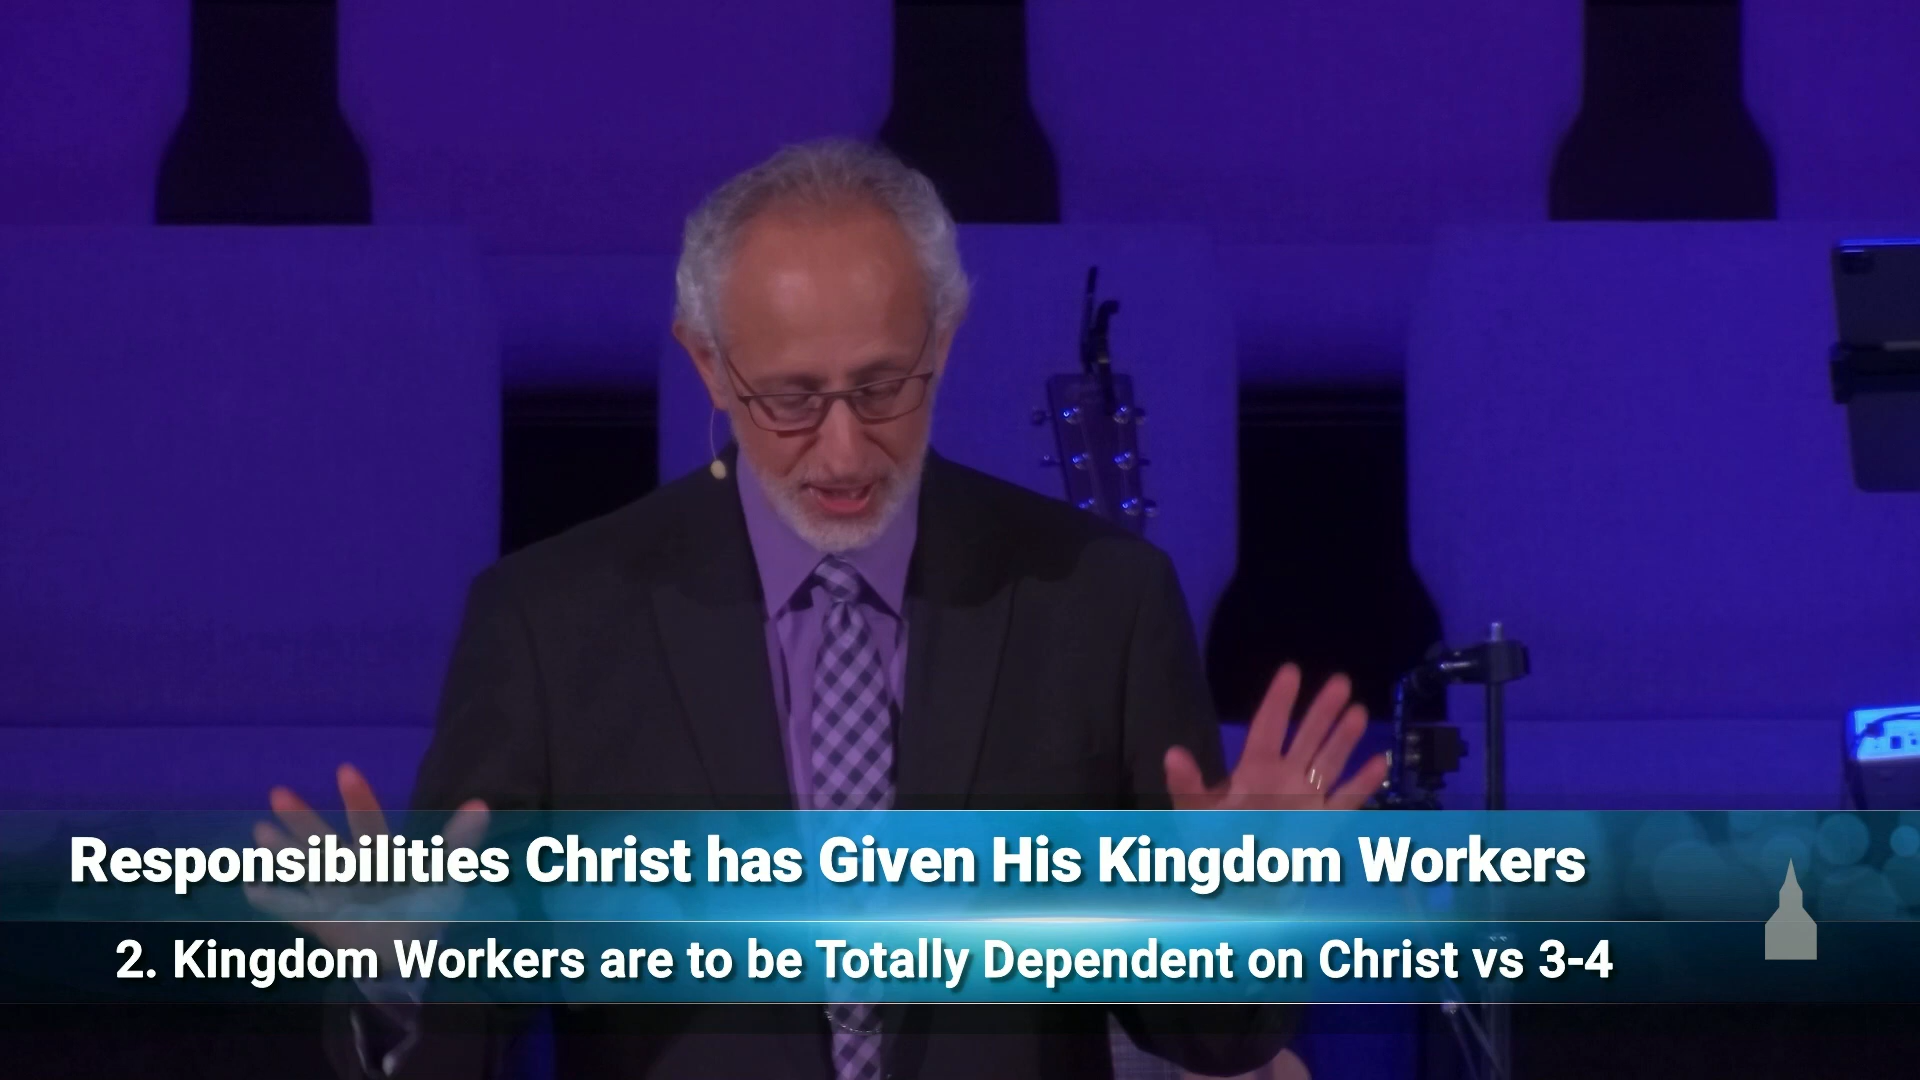 Responsibilities Christ has Given His Kingdom Workers
2. Kingdom Workers are to be Totally Dependent on Christ vs 3-4